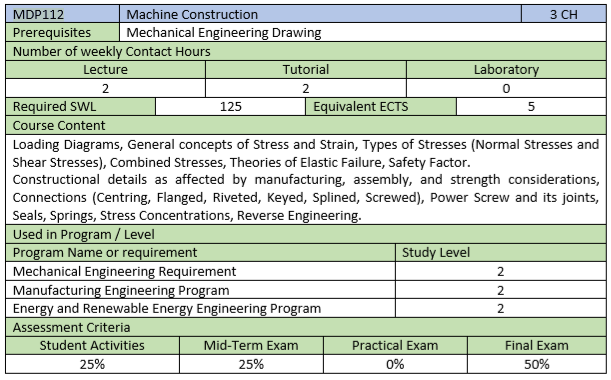 MDP112 Machine Construction 3 CH
Prerequisites Mechanical Engineering Drawing
Number of weekly Contact Hours
Lecture Tutorial Laboratory
2 2 0
Required SWL 125 Equivalent ECTS 5
Course Content
Loading Diagrams, General concepts of Stress and Strain, Types of Stresses (Normal Stresses and
Shear Stresses), Combined Stresses, Theories of Elastic Failure, Safety Factor.
Constructional details as affected by manufacturing, assembly, and strength considerations,
Connections (Centring, Flanged, Riveted, Keyed, Splined, Screwed), Power Screw and its joints,
Seals, Springs, Stress Concentrations, Reverse Engineering.
Used in Program / Level
Program Name or requirement Study Level
Mechanical Engineering Requirement 2
Manufacturing Engineering Program 2
Energy and Renewable Energy Engineering Program 2
Assessment Criteria
Student Activities Mid-Term Exam Practical Exam Final Exam
25% 25% 0% 50%